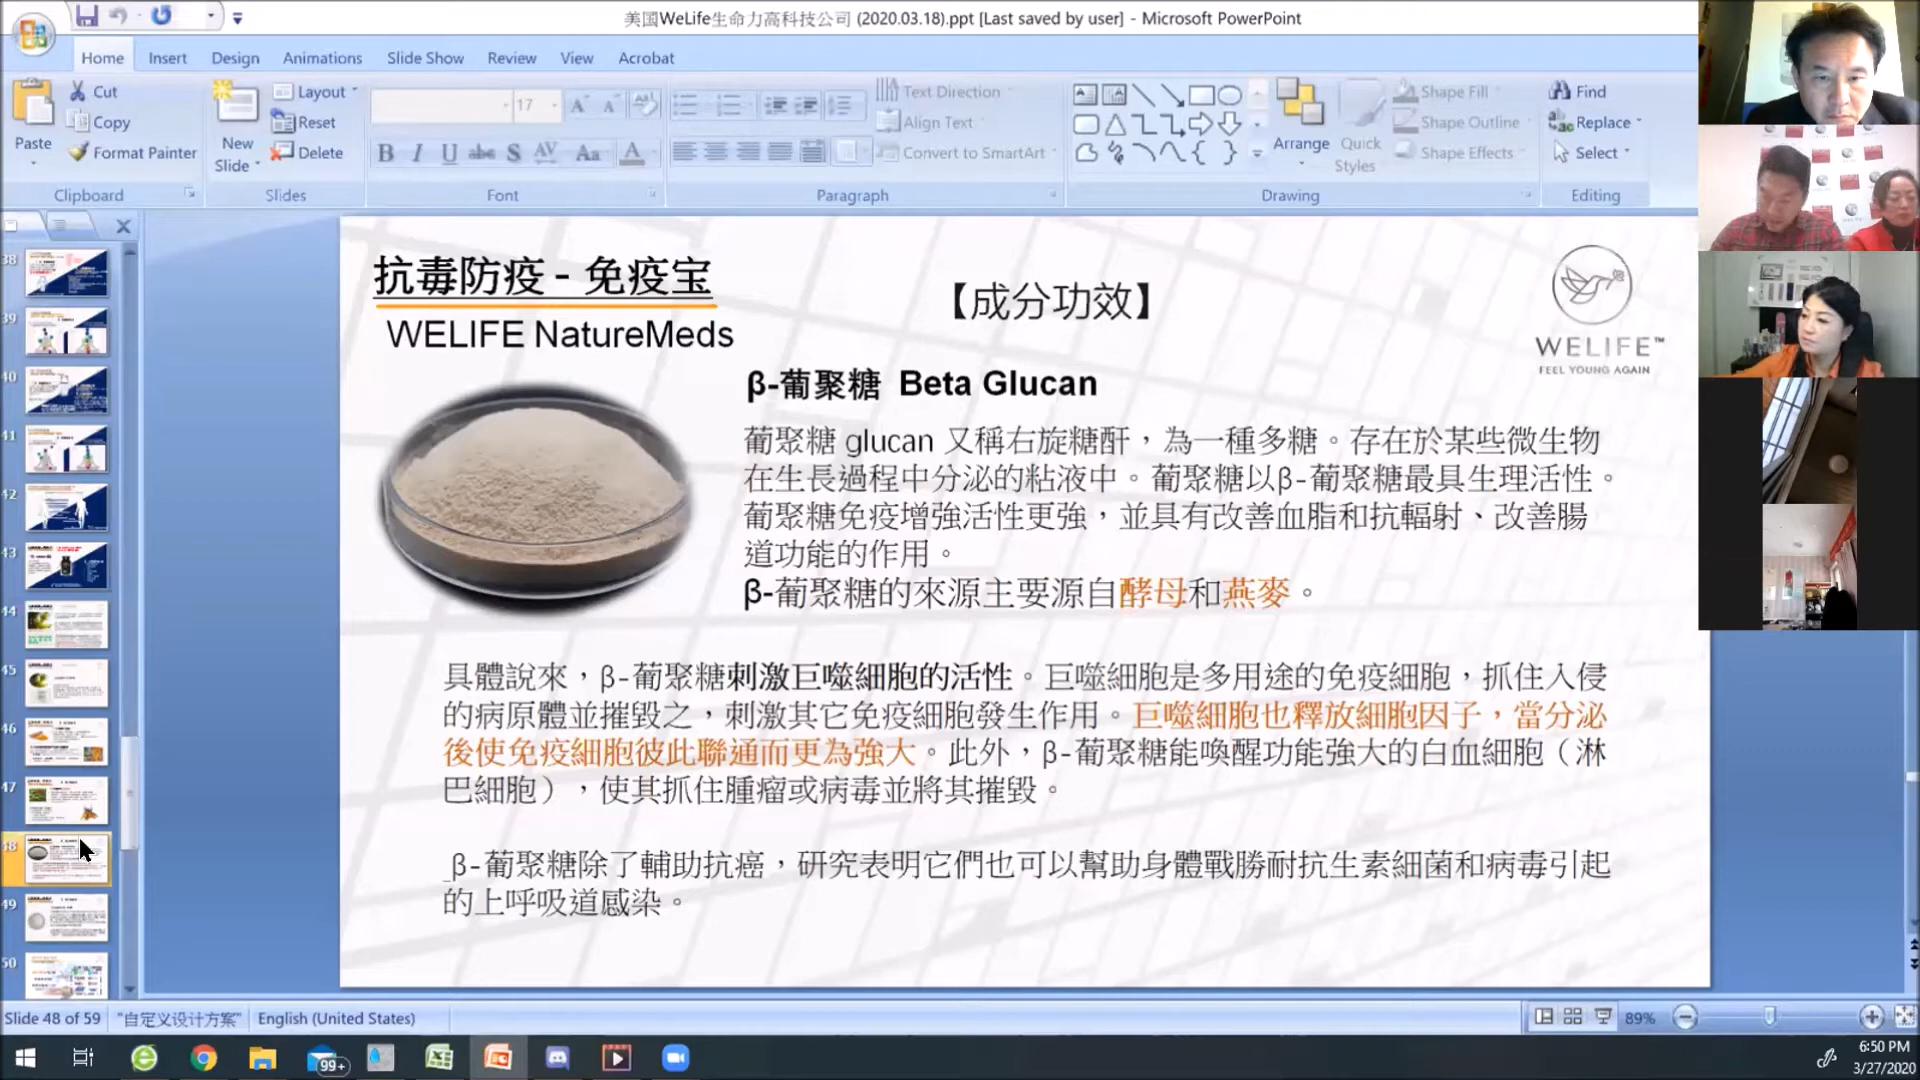 美國WeLife生命力高科技公司 (2020.03.18).ppt [Last saved by user] - Microsoft PowerPoint
Home Insert Design Animations Slide Show Review View Acrobat
Paste
Cut
Copy
Format Painter
Clipboard
New Slide
Layout
Reset
Delete
Slides
17
Font
Text Direction
Align Text
Convert to SmartArt
Paragraph
Arrange
Quick Styles
Shape Fill
Shape Outline
Shape Effects
Drawing
Find
Replace
Select
Editing
38
39
40
41
42
43
44
45
46
47
48
49
50
抗毒防疫 - 免疫宝
WELIFE NatureMeds
【成分功效】
WELIFE™
FEEL YOUNG AGAIN
β-葡聚糖 Beta Glucan
葡聚糖 glucan 又稱右旋糖酐，為一種多糖。存在於某些微生物
在生長過程中分泌的粘液中。葡聚糖以β-葡聚糖最具生理活性。
葡聚糖免疫增強活性更強，並具有改善血脂和抗輻射、改善腸
道功能的作用。
β-葡聚糖的來源主要源自酵母和燕麥。
具體說來，β-葡聚糖刺激巨噬細胞的活性。巨噬細胞是多用途的免疫細胞，抓住入侵
的病原體並摧毀之，刺激其它免疫細胞發生作用。巨噬細胞也釋放細胞因子，當分泌
後使免疫細胞彼此聯通而更為強大。此外，β-葡聚糖能喚醒功能強大的白血細胞（淋
巴細胞），使其抓住腫瘤或病毒並將其摧毀。
β-葡聚糖除了輔助抗癌，研究表明它們也可以幫助身體戰勝耐抗生素細菌和病毒引起
的上呼吸道感染。
Slide 48 of 59 "自定义设计方案" English (United States) 89%
99+
6:50 PM
3/27/2020